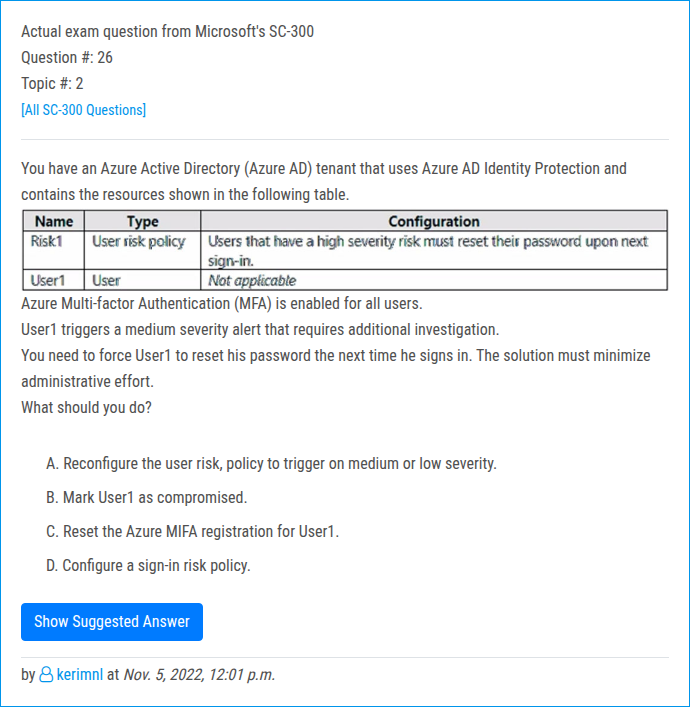 Actual exam question from Microsoft's SC-300
Question #: 26
Topic #: 2
[All SC-300 Questions]
You have an Azure Active Directory (Azure AD) tenant that uses Azure AD Identity Protection and
contains the resources shown in the following table.
Name Type Configuration
Risk1 User risk policy Users that have a high severity risk must reset their password upon next
sign-in.
User1 User Not applicable
Azure Multi-factor Authentication (MFA) is enabled for all users.
User1 triggers a medium severity alert that requires additional investigation.
You need to force User1 to reset his password the next time he signs in. The solution must minimize
administrative effort.
What should you do?
A. Reconfigure the user risk, policy to trigger on medium or low severity.
B. Mark User1 as compromised.
C. Reset the Azure MIFA registration for User1.
D. Configure a sign-in risk policy.
Show Suggested Answer
by kerimnl at Nov. 5, 2022, 12:01 p.m.